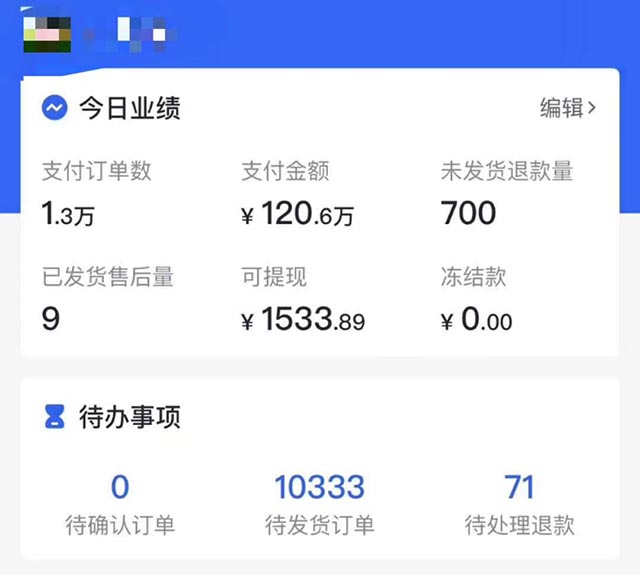 今日业绩 编辑>
支付订单数 支付金额 未发货退款量
1.3万 ¥120.6万 700
已发货售后量 可提现 冻结款
9 ¥1533.89 ¥0.00
待办事项
0 10333 71
待确认订单 待发货订单 待处理退款